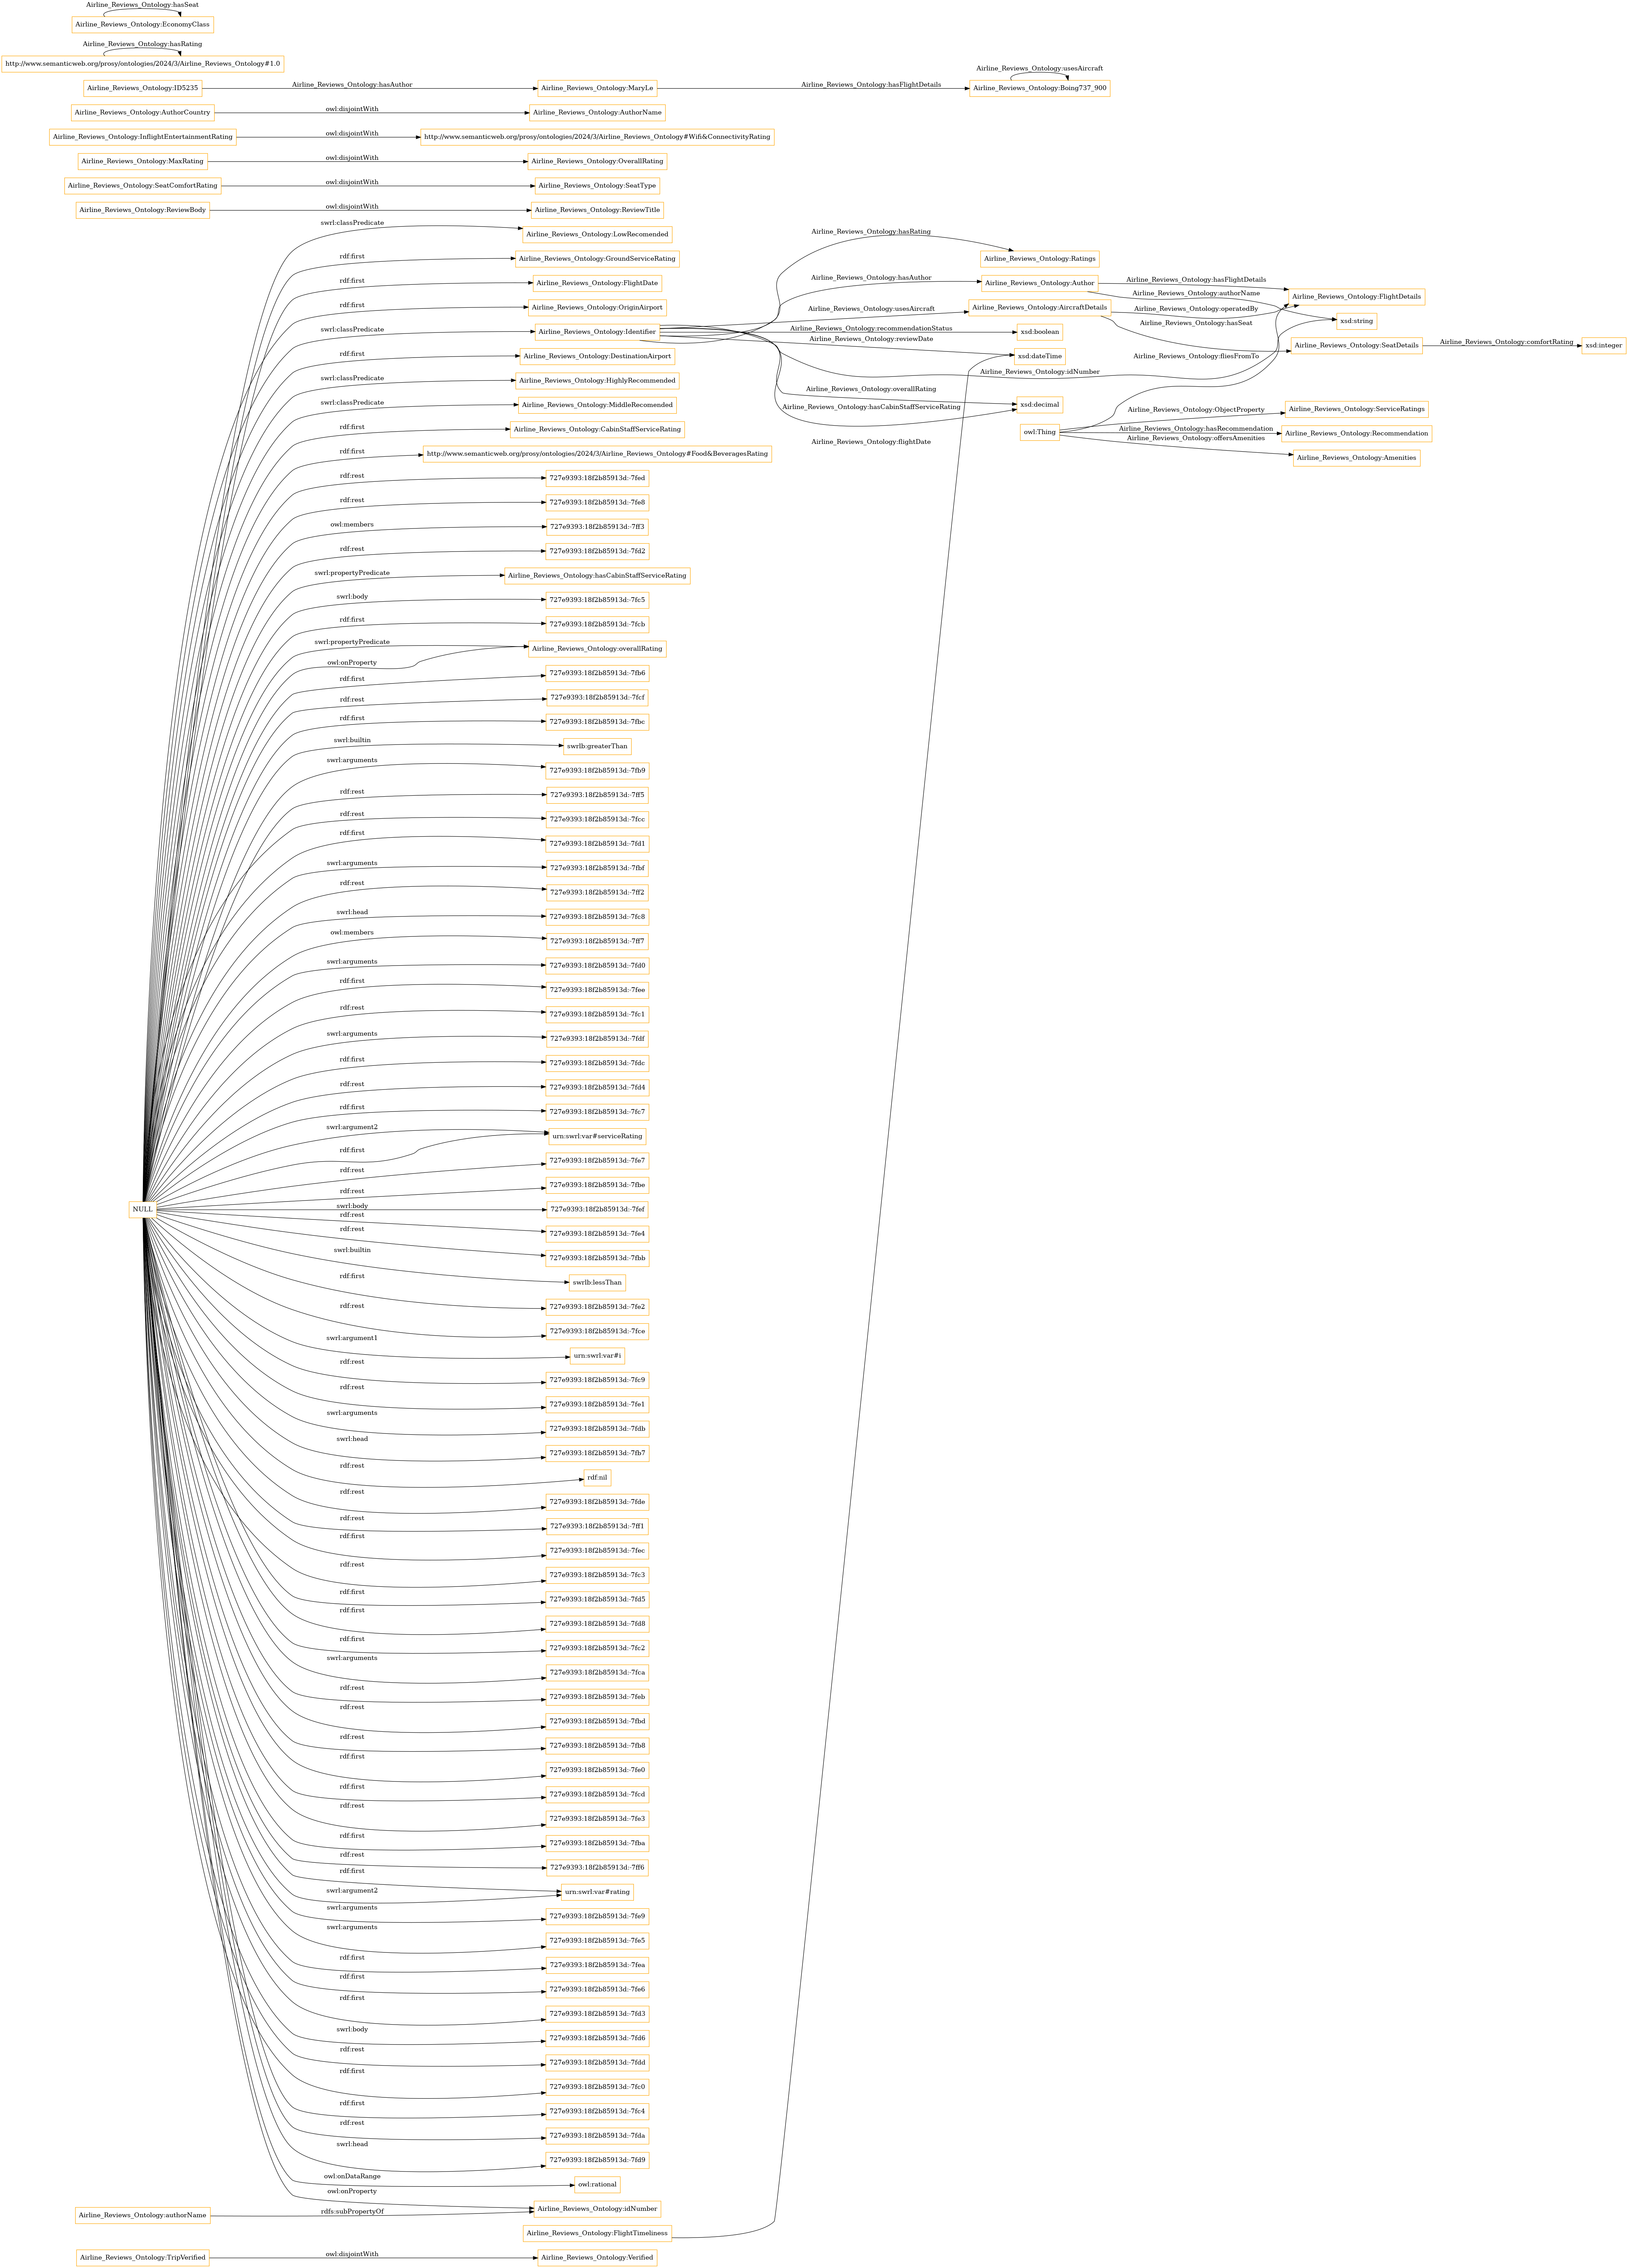 Airline_Reviews_Ontology:hasSeat
Airline_Reviews_Ontology:EconomyClass
Airline_Reviews_Ontology:hasRating
http://www.semanticweb.org/prosy/ontologies/2024/3/Airline_Reviews_Ontology#1.0
Airline_Reviews_Ontology:usesAircraft
Airline_Reviews_Ontology:ID5235
Airline_Reviews_Ontology:hasAuthor
Airline_Reviews_Ontology:MaryLe
Airline_Reviews_Ontology:hasFlightDetails
Airline_Reviews_Ontology:Boing737_900
Airline_Reviews_Ontology:AuthorCountry
owl:disjointWith
Airline_Reviews_Ontology:AuthorName
Airline_Reviews_Ontology:InflightEntertainmentRating
owl:disjointWith
http://www.semanticweb.org/prosy/ontologies/2024/3/Airline_Reviews_Ontology#Wifi&ConnectivityRating
Airline_Reviews_Ontology:MaxRating
owl:disjointWith
Airline_Reviews_Ontology:OverallRating
Airline_Reviews_Ontology:SeatComfortRating
owl:disjointWith
Airline_Reviews_Ontology:SeatType
Airline_Reviews_Ontology:ReviewBody
owl:disjointWith
Airline_Reviews_Ontology:ReviewTitle
swrl:classPredicate
Airline_Reviews_Ontology:LowRecomended
rdf:first
Airline_Reviews_Ontology:GroundServiceRating
rdf:first
Airline_Reviews_Ontology:FlightDate
rdf:first
Airline_Reviews_Ontology:OriginAirport
swrl:classPredicate
Airline_Reviews_Ontology:Identifier
rdf:first
Airline_Reviews_Ontology:DestinationAirport
swrl:classPredicate
Airline_Reviews_Ontology:HighlyRecommended
swrl:classPredicate
Airline_Reviews_Ontology:MiddleRecomended
rdf:first
Airline_Reviews_Ontology:CabinStaffServiceRating
rdf:first
http://www.semanticweb.org/prosy/ontologies/2024/3/Airline_Reviews_Ontology#Food&BeveragesRating
Airline_Reviews_Ontology:hasRating
Airline_Reviews_Ontology:Ratings
Airline_Reviews_Ontology:hasAuthor
Airline_Reviews_Ontology:Author
Airline_Reviews_Ontology:hasFlightDetails
Airline_Reviews_Ontology:FlightDetails
Airline_Reviews_Ontology:authorName
Airline_Reviews_Ontology:usesAircraft
Airline_Reviews_Ontology:AircraftDetails
Airline_Reviews_Ontology:operatedBy
xsd:string
Airline_Reviews_Ontology:hasSeat
Airline_Reviews_Ontology:recommendationStatus
xsd:boolean
Airline_Reviews_Ontology:reviewDate
xsd:dateTime
Airline_Reviews_Ontology:SeatDetails
Airline_Reviews_Ontology:comfortRating
xsd:integer
Airline_Reviews_Ontology:fliesFromTo
Airline_Reviews_Ontology:idNumber
Airline_Reviews_Ontology:overallRating
xsd:decimal
Airline_Reviews_Ontology:hasCabinStaffServiceRating
owl:Thing
Airline_Reviews_Ontology:ObjectProperty
Airline_Reviews_Ontology:ServiceRatings
Airline_Reviews_Ontology:hasRecommendation
Airline_Reviews_Ontology:Recommendation
Airline_Reviews_Ontology:offersAmenities
Airline_Reviews_Ontology:Amenities
Airline_Reviews_Ontology:flightDate
rdf:rest
727e9393:18f2b85913d:-7fed
rdf:rest
727e9393:18f2b85913d:-7fe8
owl:members
727e9393:18f2b85913d:-7ff3
rdf:rest
727e9393:18f2b85913d:-7fd2
swrl:propertyPredicate
Airline_Reviews_Ontology:hasCabinStaffServiceRating
swrl:body
727e9393:18f2b85913d:-7fc5
rdf:first
727e9393:18f2b85913d:-7fcb
swrl:propertyPredicate
Airline_Reviews_Ontology:overallRating
owl:onProperty
rdf:first
727e9393:18f2b85913d:-7fb6
rdf:rest
727e9393:18f2b85913d:-7fcf
rdf:first
727e9393:18f2b85913d:-7fbc
swrl:builtin
swrlb:greaterThan
swrl:arguments
727e9393:18f2b85913d:-7fb9
rdf:rest
727e9393:18f2b85913d:-7ff5
rdf:rest
727e9393:18f2b85913d:-7fcc
rdf:first
727e9393:18f2b85913d:-7fd1
swrl:arguments
727e9393:18f2b85913d:-7fbf
rdf:rest
727e9393:18f2b85913d:-7ff2
swrl:head
727e9393:18f2b85913d:-7fc8
owl:members
727e9393:18f2b85913d:-7ff7
swrl:arguments
727e9393:18f2b85913d:-7fd0
rdf:first
727e9393:18f2b85913d:-7fee
rdf:rest
727e9393:18f2b85913d:-7fc1
swrl:arguments
727e9393:18f2b85913d:-7fdf
rdf:first
727e9393:18f2b85913d:-7fdc
rdf:rest
727e9393:18f2b85913d:-7fd4
rdf:first
727e9393:18f2b85913d:-7fc7
swrl:argument2
urn:swrl:var#serviceRating
rdf:first
rdf:rest
727e9393:18f2b85913d:-7fe7
rdf:rest
727e9393:18f2b85913d:-7fbe
NULL
swrl:body
727e9393:18f2b85913d:-7fef
rdf:rest
727e9393:18f2b85913d:-7fe4
rdf:rest
727e9393:18f2b85913d:-7fbb
swrl:builtin
swrlb:lessThan
rdf:first
727e9393:18f2b85913d:-7fe2
rdf:rest
727e9393:18f2b85913d:-7fce
swrl:argument1
urn:swrl:var#i
rdf:rest
727e9393:18f2b85913d:-7fc9
rdf:rest
727e9393:18f2b85913d:-7fe1
swrl:arguments
727e9393:18f2b85913d:-7fdb
swrl:head
727e9393:18f2b85913d:-7fb7
rdf:rest
rdf:nil
rdf:rest
727e9393:18f2b85913d:-7fde
rdf:rest
727e9393:18f2b85913d:-7ff1
rdf:first
727e9393:18f2b85913d:-7fec
rdf:rest
727e9393:18f2b85913d:-7fc3
rdf:first
727e9393:18f2b85913d:-7fd5
rdf:first
727e9393:18f2b85913d:-7fd8
rdf:first
727e9393:18f2b85913d:-7fc2
swrl:arguments
727e9393:18f2b85913d:-7fca
rdf:rest
727e9393:18f2b85913d:-7feb
rdf:rest
727e9393:18f2b85913d:-7fbd
rdf:rest
727e9393:18f2b85913d:-7fb8
rdf:first
727e9393:18f2b85913d:-7fe0
rdf:first
727e9393:18f2b85913d:-7fcd
rdf:rest
727e9393:18f2b85913d:-7fe3
rdf:first
727e9393:18f2b85913d:-7fba
rdf:rest
727e9393:18f2b85913d:-7ff6
rdf:first
urn:swrl:var#rating
swrl:argument2
swrl:arguments
727e9393:18f2b85913d:-7fe9
swrl:arguments
727e9393:18f2b85913d:-7fe5
rdf:first
727e9393:18f2b85913d:-7fea
rdf:first
727e9393:18f2b85913d:-7fe6
rdf:first
727e9393:18f2b85913d:-7fd3
swrl:body
727e9393:18f2b85913d:-7fd6
rdf:rest
727e9393:18f2b85913d:-7fdd
rdf:first
727e9393:18f2b85913d:-7fc0
rdf:first
727e9393:18f2b85913d:-7fc4
rdf:rest
727e9393:18f2b85913d:-7fda
swrl:head
727e9393:18f2b85913d:-7fd9
owl:onDataRange
owl:rational
owl:onProperty
Airline_Reviews_Ontology:idNumber
Airline_Reviews_Ontology:authorName
rdfs:subPropertyOf
Airline_Reviews_Ontology:FlightTimeliness
Airline_Reviews_Ontology:TripVerified
owl:disjointWith
Airline_Reviews_Ontology:Verified